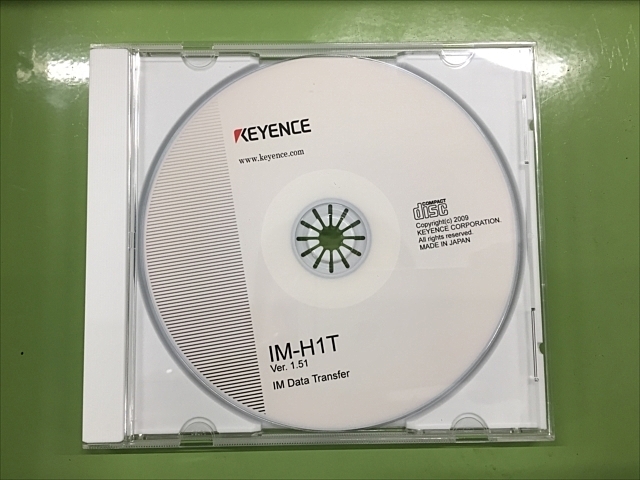 KEYENCE
www.keyence.com
COMPACT
disc
Copyright(c) 2009
KEYENCE CORPORATION.
All rights reserved.
MADE IN JAPAN
IM-H1T
Ver. 1.51
IM Data Transfer